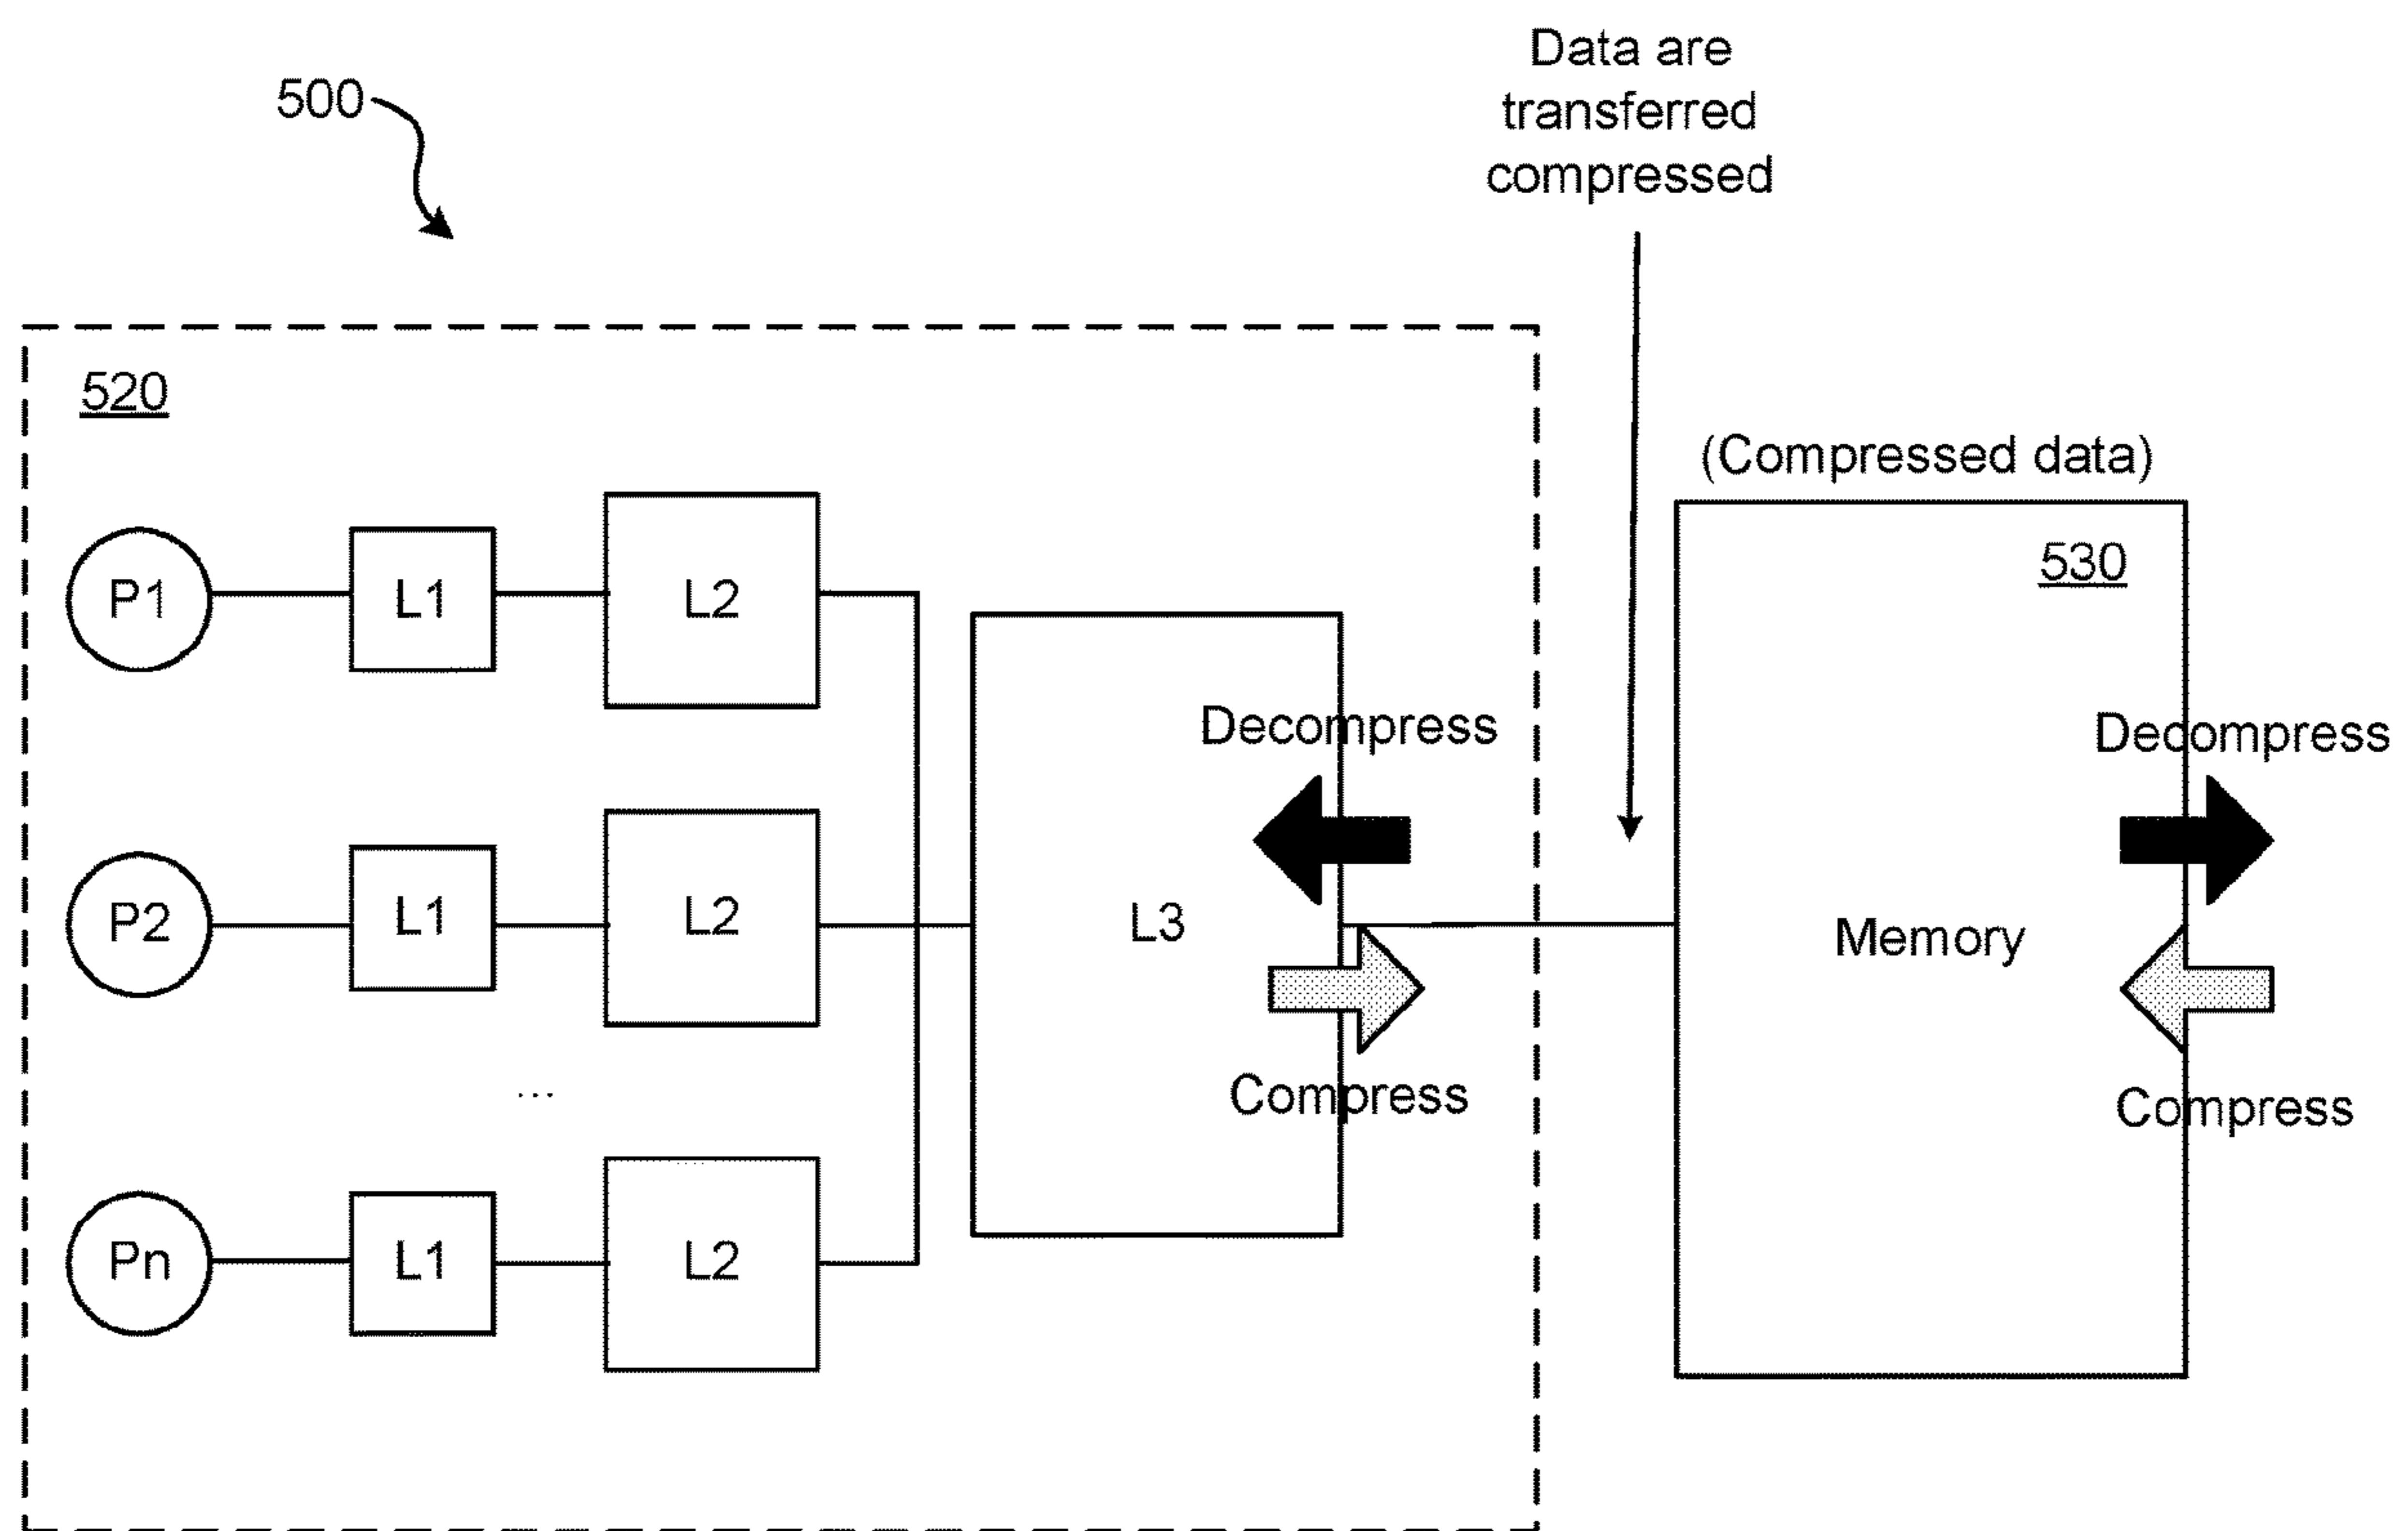 Data are
transferred
compressed
500
520
(Compressed data)
530
P1
L1
L2
Decompress
Decompress
P2
L1
L2
L3
Memory
...
Compress
Compress
Pn
L1
L2